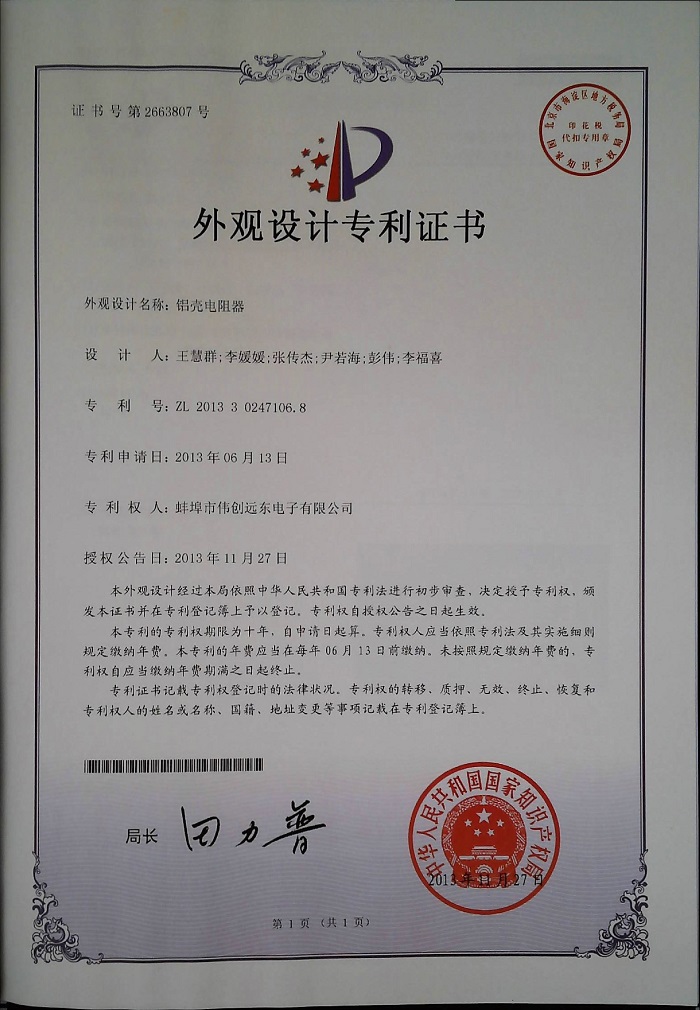 证书号第2663807号
北京市海淀区地方税务局
印花税
代扣专用章
国家知识产权局
外观设计专利证书
外观设计名称：铝壳电阻器
设 计 人：王慧群;李媛媛;张传杰;尹若海;彭伟;李福喜
专 利 号：ZL 2013 3 0247106.8
专利申请日：2013年06月13日
专 利 权 人：蚌埠市伟创远东电子有限公司
授权公告日：2013年11月27日
本外观设计经过本局依照中华人民共和国专利法进行初步审查，决定授予专利权，颁
发本证书并在专利登记簿上予以登记。专利权自授权公告之日起生效。
本专利的专利权期限为十年，自申请日起算。专利权人应当依照专利法及其实施细则
规定缴纳年费。本专利的年费应当在每年06月13日前缴纳。未按照规定缴纳年费的，专
利权自应当缴纳年费期满之日起终止。
专利证书记载专利权登记时的法律状况。专利权的转移、质押、无效、终止、恢复和
专利权人的姓名或名称、国籍、地址变更等事项记载在专利登记簿上。
局长 田力普
中华人民共和国国家知识产权局
2013年11月27日
第1页（共1页）